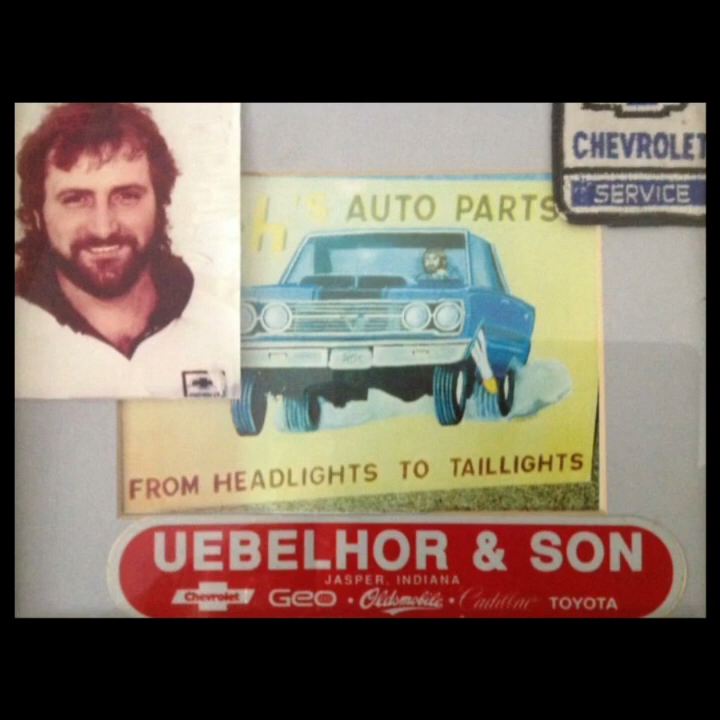 CHEVROLET
SERVICE
h's AUTO PARTS
FROM HEADLIGHTS TO TAILLIGHTS
UEBELHOR & SON
JASPER, INDIANA
Chevrolet GEO • Oldsmobile • Cadillac TOYOTA